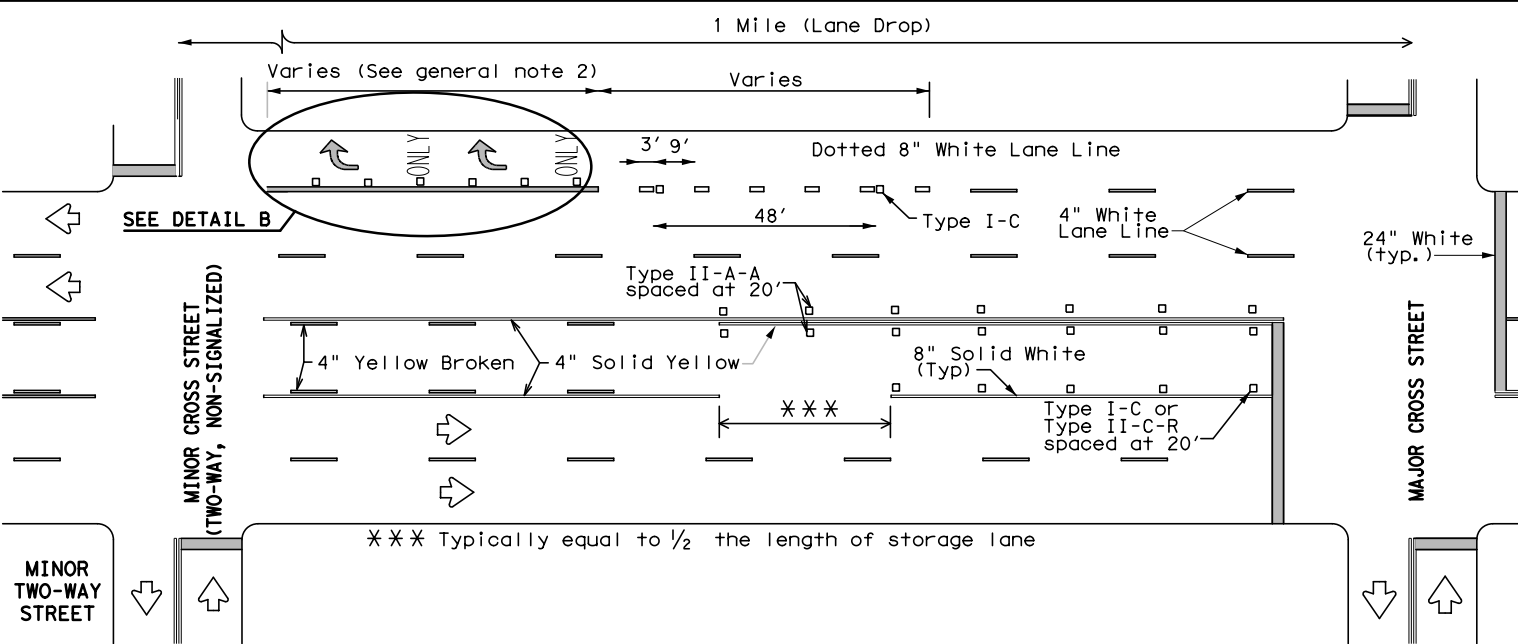 1 Mile (Lane Drop)
Varies (See general note 2)
Varies
ONLY
ONLY
3' 9'
Dotted 8" White Lane Line
SEE DETAIL B
48'
Type I-C
4" White
Lane Line
24" White
(typ.)
Type II-A-A
spaced at 20'
MINOR CROSS STREET
(TWO-WAY, NON-SIGNALIZED)
4" Yellow Broken
4" Solid Yellow
8" Solid White
(Typ)
***
Type I-C or
Type II-C-R
spaced at 20'
MAJOR CROSS STREET
*** Typically equal to 1/2 the length of storage lane
MINOR
TWO-WAY
STREET